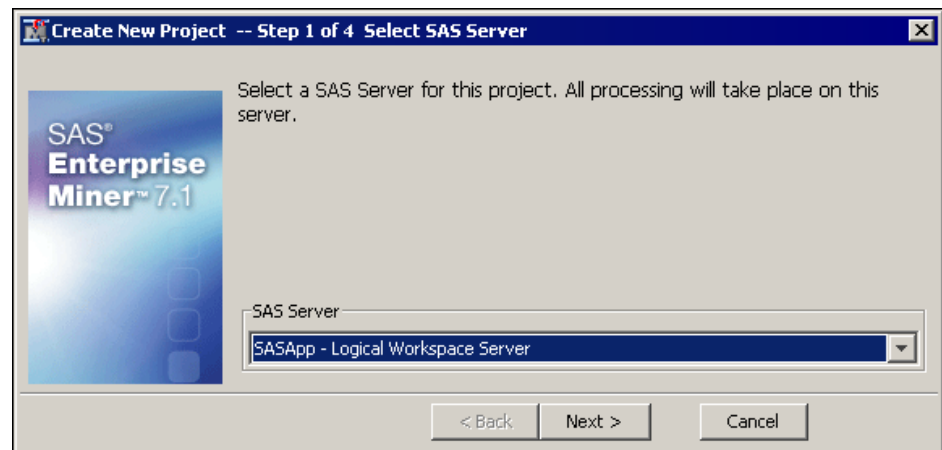 Create New Project -- Step 1 of 4 Select SAS Server
Select a SAS Server for this project. All processing will take place on this
server.
SAS®
Enterprise
Miner™ 7.1
SAS Server
SASApp - Logical Workspace Server
< Back
Next >
Cancel